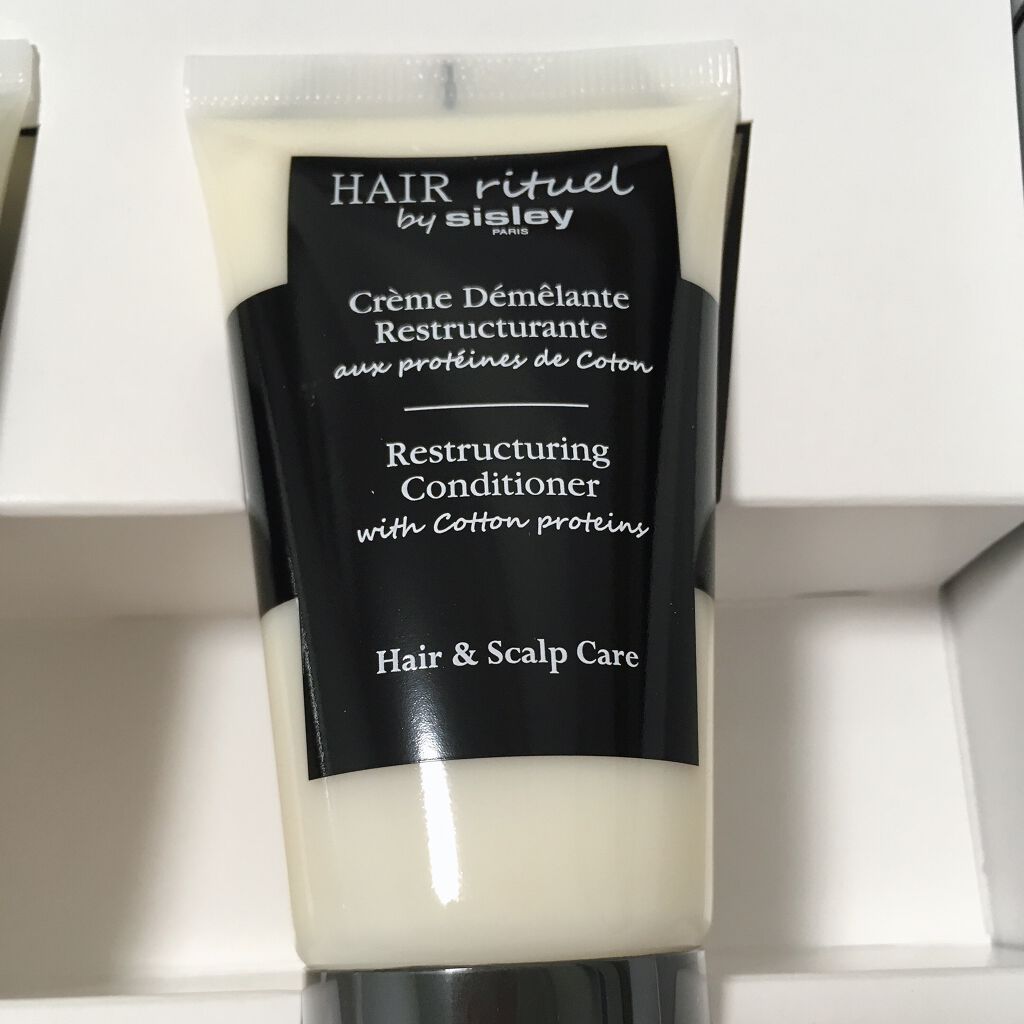 HAIR rituel
by sisley
PARIS
Crème Démêlante
Restructurante
aux protéines de Coton
Restructuring
Conditioner
with Cotton proteins
Hair & Scalp Care